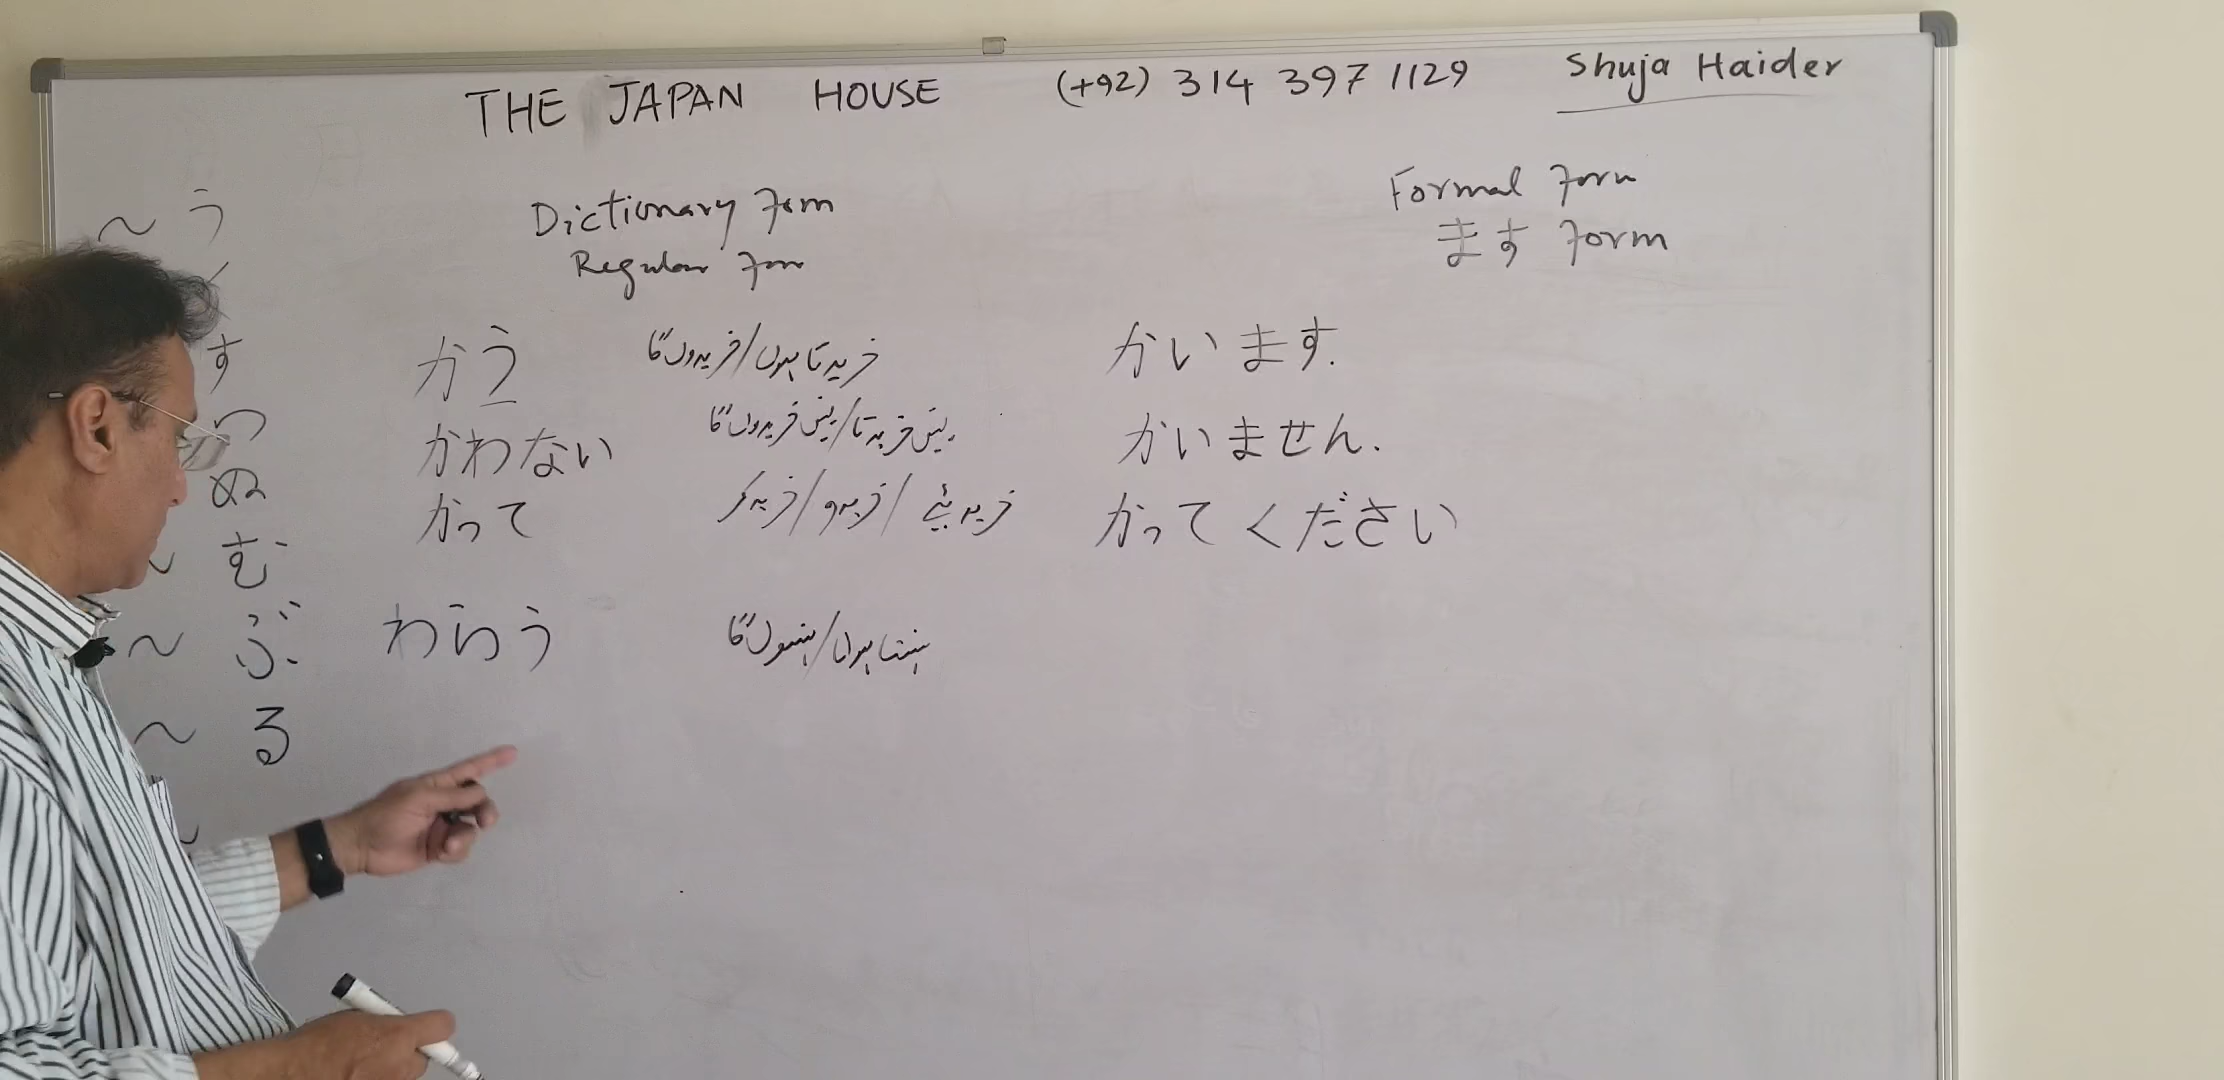 THE JAPAN HOUSE (+92) 314 397 1129 Shuja Haider
Dictionary Form
Regular Form
Formal Form
ます Form
~う
す
つ
ぬ
む
~ぶ
~る
かう خریدتا ہوں/خریدوں گا かいます.
かわない نہیں خریدتا/نہیں خریدوں گا かいません.
かって خریدیئے/خریدو/خرید کر かってください
わらう ہنستا ہوں/ہنسوں گا